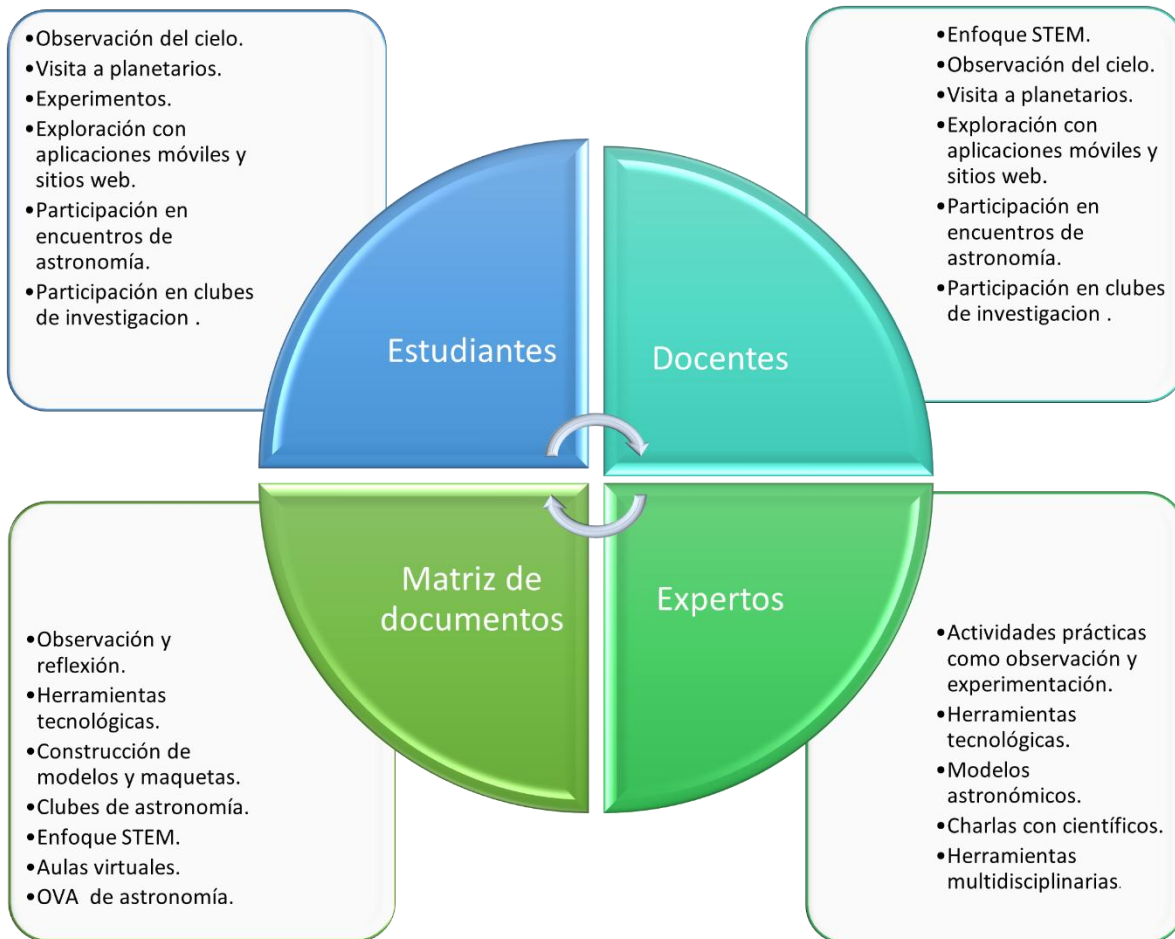 •Observación del cielo.
•Visita a planetarios.
•Experimentos.
•Exploración con
aplicaciones móviles y
sitios web.
•Participación en
encuentros de
astronomía.
•Participación en clubes
de investigacion .
•Enfoque STEM.
•Observación del cielo.
•Visita a planetarios.
•Exploración con
aplicaciones móviles y
sitios web.
•Participación en
encuentros de
astronomía.
•Participación en clubes
de investigacion .
Estudiantes
Docentes
Matriz de
documentos
Expertos
•Observación y
reflexión.
•Herramientas
tecnológicas.
•Construcción de
modelos y maquetas.
•Clubes de astronomía.
•Enfoque STEM.
•Aulas virtuales.
•OVA  de astronomía.
•Actividades prácticas
como observación y
experimentación.
•Herramientas
tecnológicas.
•Modelos
astronómicos.
•Charlas con científicos.
•Herramientas
multidisciplinarias.